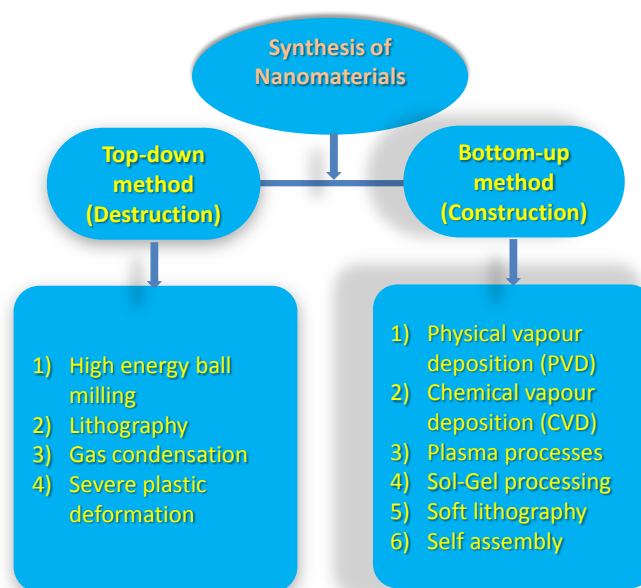 Synthesis of
Nanomaterials
Top-down
method
(Destruction)
Bottom-up
method
(Construction)
1) High energy ball
milling
2) Lithography
3) Gas condensation
4) Severe plastic
deformation
1) Physical vapour
deposition (PVD)
2) Chemical vapour
deposition (CVD)
3) Plasma processes
4) Sol-Gel processing
5) Soft lithography
6) Self assembly